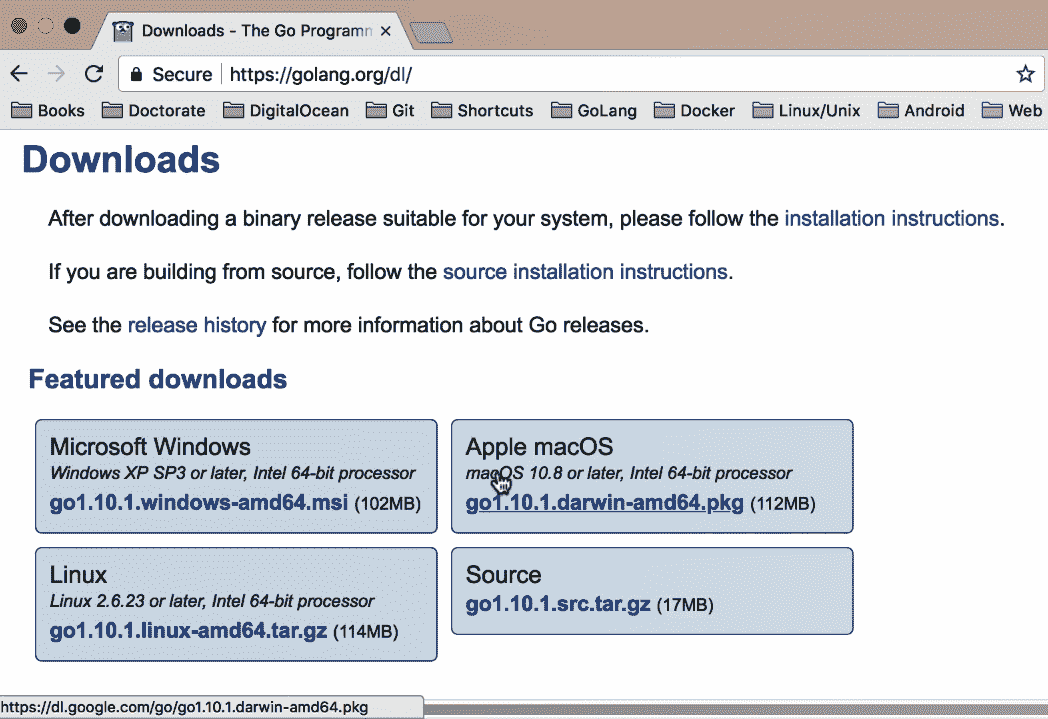 Downloads - The Go Programm
Secure https://golang.org/dl/
Books Doctorate DigitalOcean Git Shortcuts GoLang Docker Linux/Unix Android Web
Downloads
After downloading a binary release suitable for your system, please follow the installation instructions.
If you are building from source, follow the source installation instructions.
See the release history for more information about Go releases.
Featured downloads
Microsoft Windows
Windows XP SP3 or later, Intel 64-bit processor
go1.10.1.windows-amd64.msi (102MB)
Apple macOS
macOS 10.8 or later, Intel 64-bit processor
go1.10.1.darwin-amd64.pkg (112MB)
Linux
Linux 2.6.23 or later, Intel 64-bit processor
go1.10.1.linux-amd64.tar.gz (114MB)
Source
go1.10.1.src.tar.gz (17MB)
https://dl.google.com/go/go1.10.1.darwin-amd64.pkg